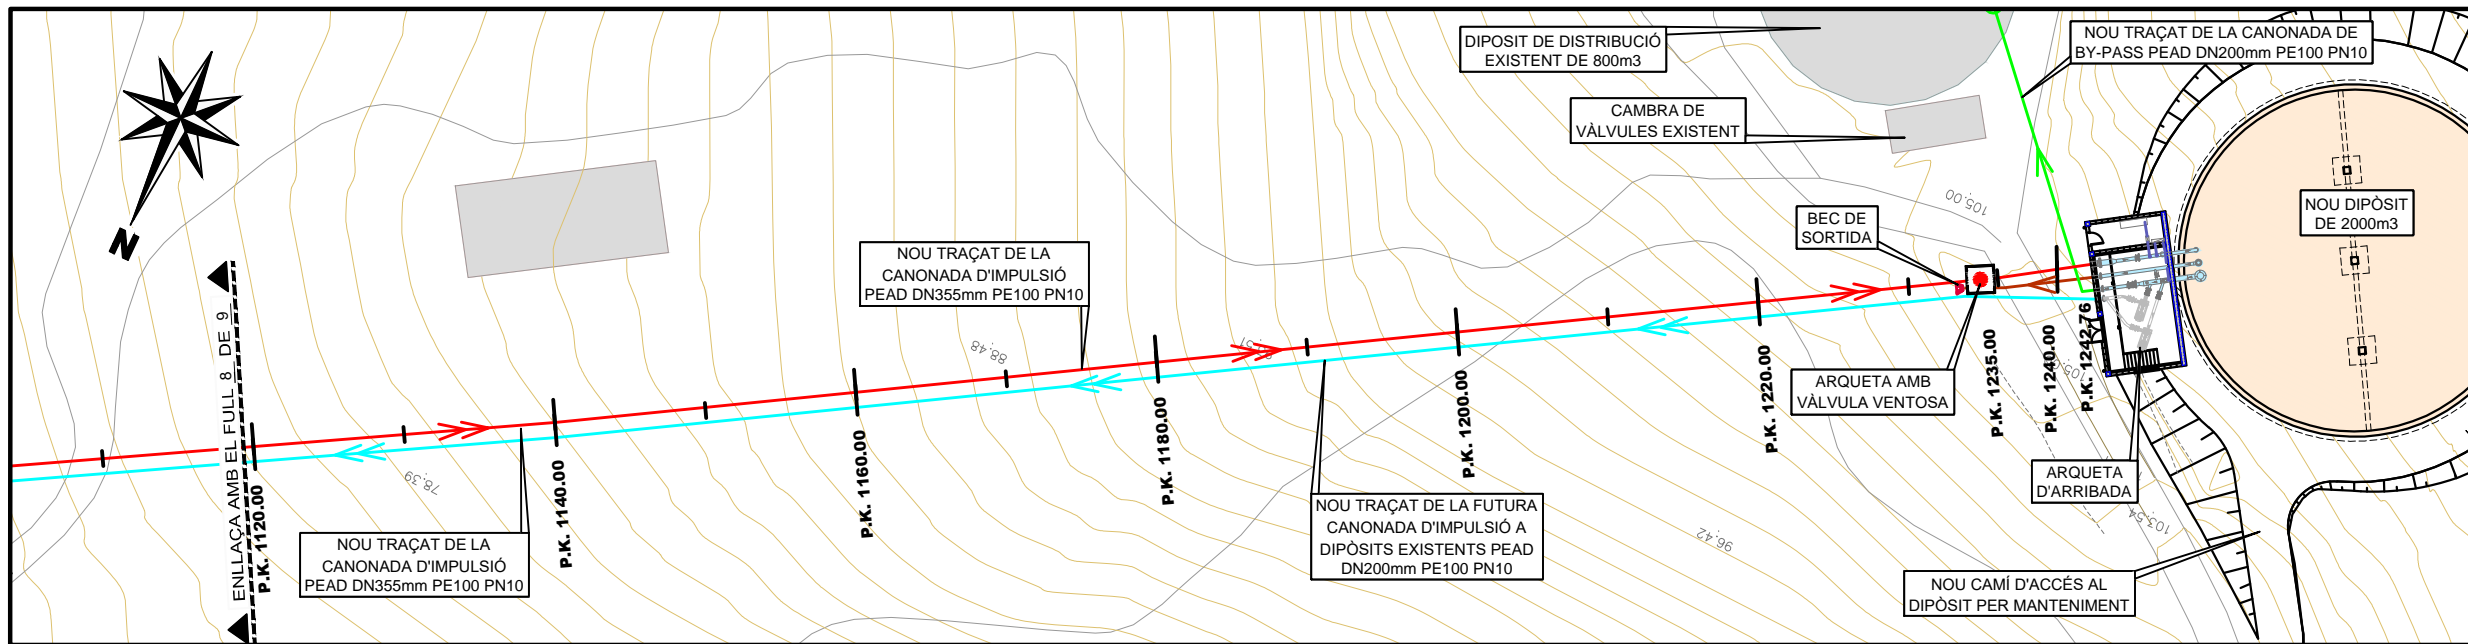 DIPOSIT DE DISTRIBUCIÓ
EXISTENT DE 800m3
NOU TRAÇAT DE LA CANONADA DE
BY-PASS PEAD DN200mm PE100 PN10
CAMBRA DE
VÀLVULES EXISTENT
NOU DIPÒSIT
DE 2000m3
BEC DE
SORTIDA
105,00
N
NOU TRAÇAT DE LA
CANONADA D'IMPULSIÓ
PEAD DN355mm PE100 PN10
88,48
78,39
96,42
103,54
ARQUETA AMB
VÀLVULA VENTOSA
ARQUETA
D'ARRIBADA
NOU TRAÇAT DE LA FUTURA
CANONADA D'IMPULSIÓ A
DIPÒSITS EXISTENTS PEAD
DN200mm PE100 PN10
NOU TRAÇAT DE LA
CANONADA D'IMPULSIÓ
PEAD DN355mm PE100 PN10
NOU CAMÍ D'ACCÉS AL
DIPÒSIT PER MANTENIMENT
ENLLAÇA AMB EL FULL 8 DE 9
P.K. 1120.00
P.K. 1140.00
P.K. 1160.00
P.K. 1180.00
P.K. 1200.00
P.K. 1220.00
P.K. 1235.00
P.K. 1240.00
P.K. 1242.76